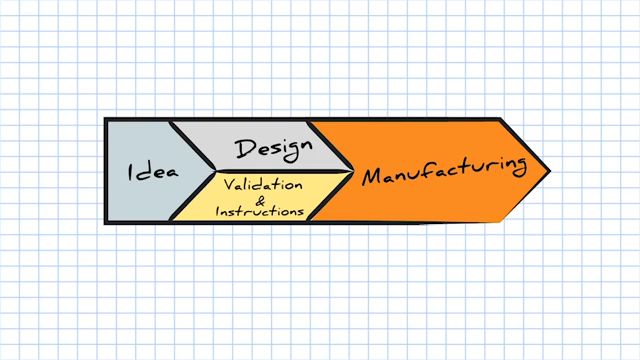 Idea
Design
Validation
&
Instructions
Manufacturing